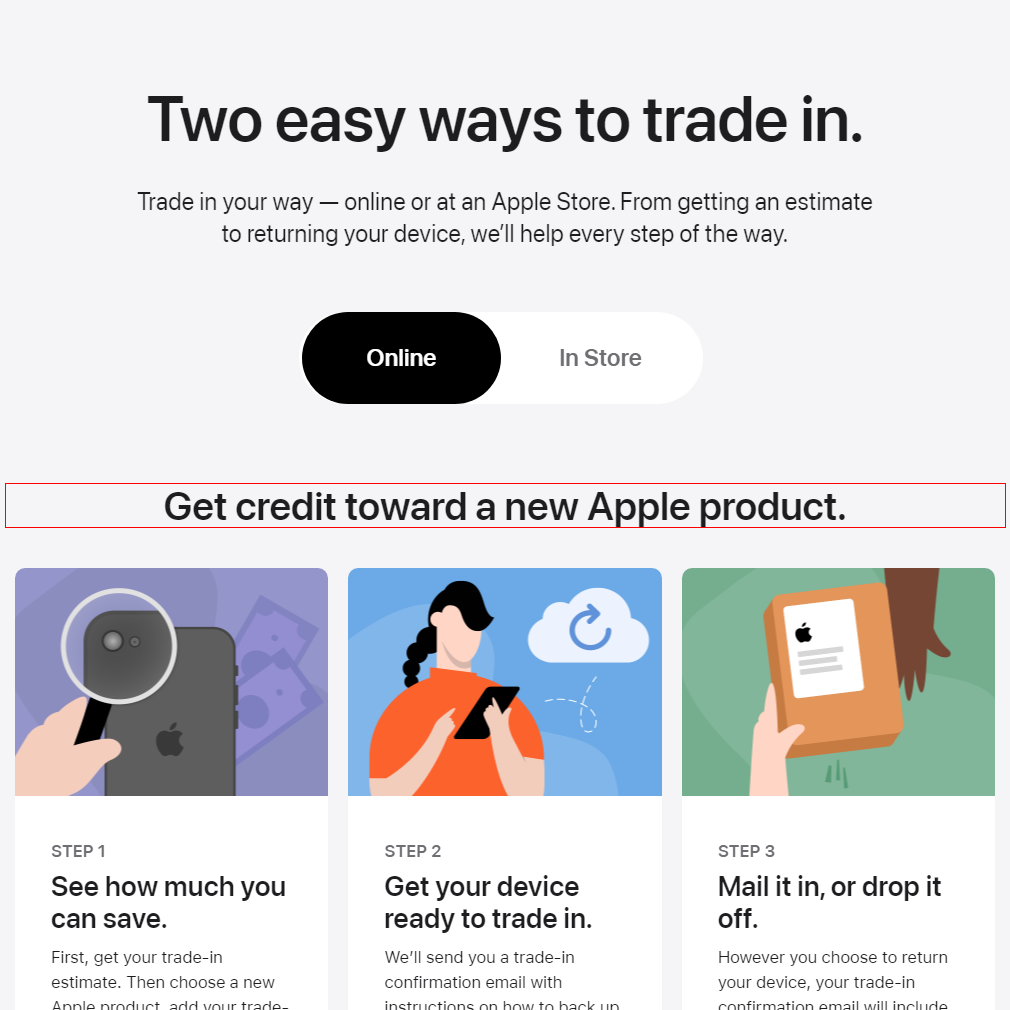 Two easy ways to trade in.
Trade in your way — online or at an Apple Store. From getting an estimate
to returning your device, we’ll help every step of the way.
Online
In Store
Get credit toward a new Apple product.
STEP 1
See how much you
can save.
First, get your trade-in
estimate. Then choose a new
Apple product, add your trade-
STEP 2
Get your device
ready to trade in.
We’ll send you a trade-in
confirmation email with
instructions on how to back up
STEP 3
Mail it in, or drop it
off.
However you choose to return
your device, your trade-in
confirmation email will include